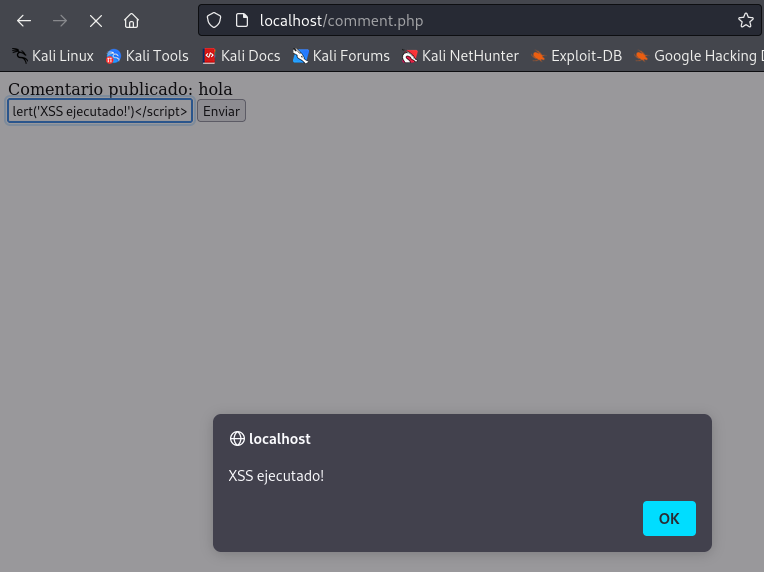 localhost/comment.php
Kali Linux Kali Tools Kali Docs Kali Forums Kali NetHunter Exploit-DB Google Hacking
Comentario publicado: hola
lert('XSS ejecutado!')</script> Enviar
localhost
XSS ejecutado!
OK